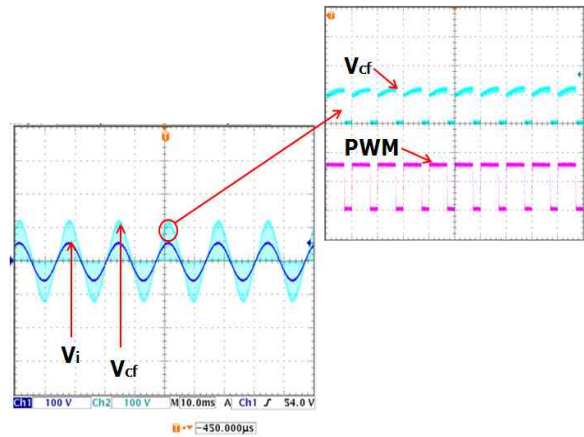 Vcf
PWM
Vi
Vcf
Ch1 100 V Ch2 100 V M 10.0ms A Ch1 ƒ 54.0 V
-450.000µs